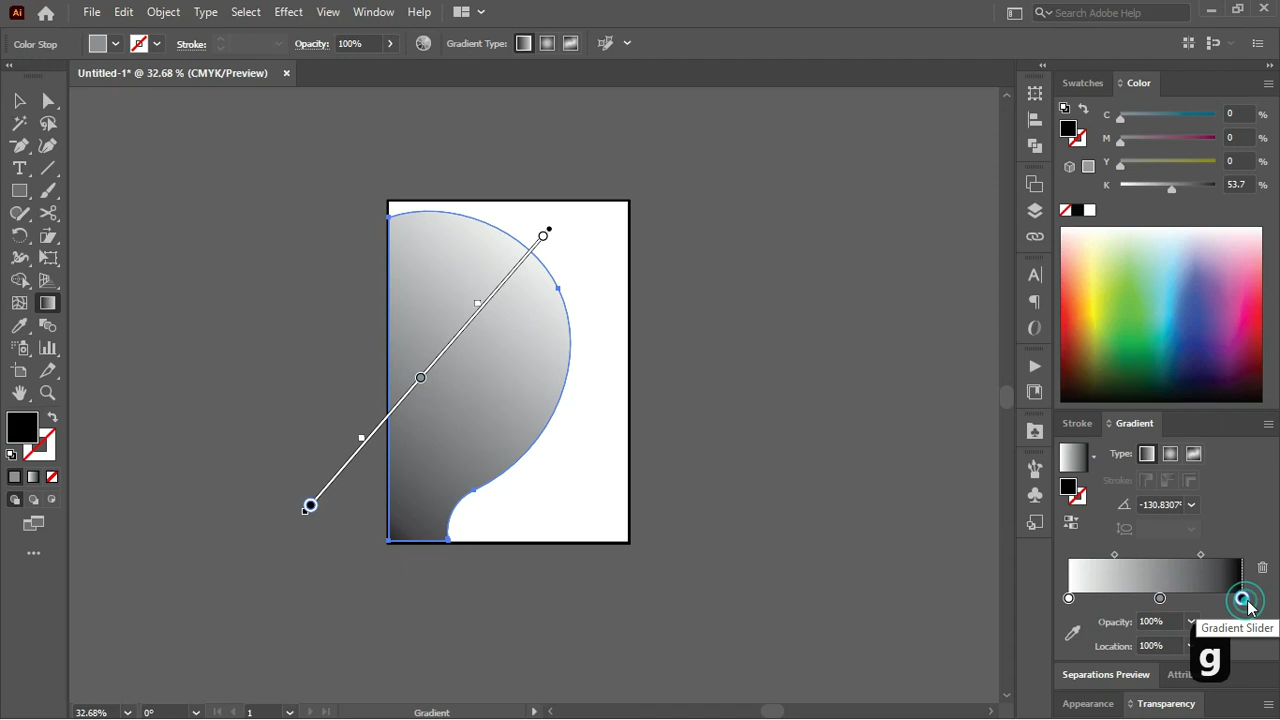 Ai File Edit Object Type Select Effect View Window Help Search Adobe Help
Color Stop Stroke: Opacity: 100% Gradient Type:
Untitled-1* @ 32.68 % (CMYK/Preview) ×
Swatches Color
C 0 %
M 0 %
Y 0 %
K 53.7 %
Stroke Gradient
Type:
Stroke:
-130.8307°
Opacity: 100%
Gradient Slider
Location: 100%
g
Separations Preview
Appearance Transparency
32.68% 0° 1 Gradient